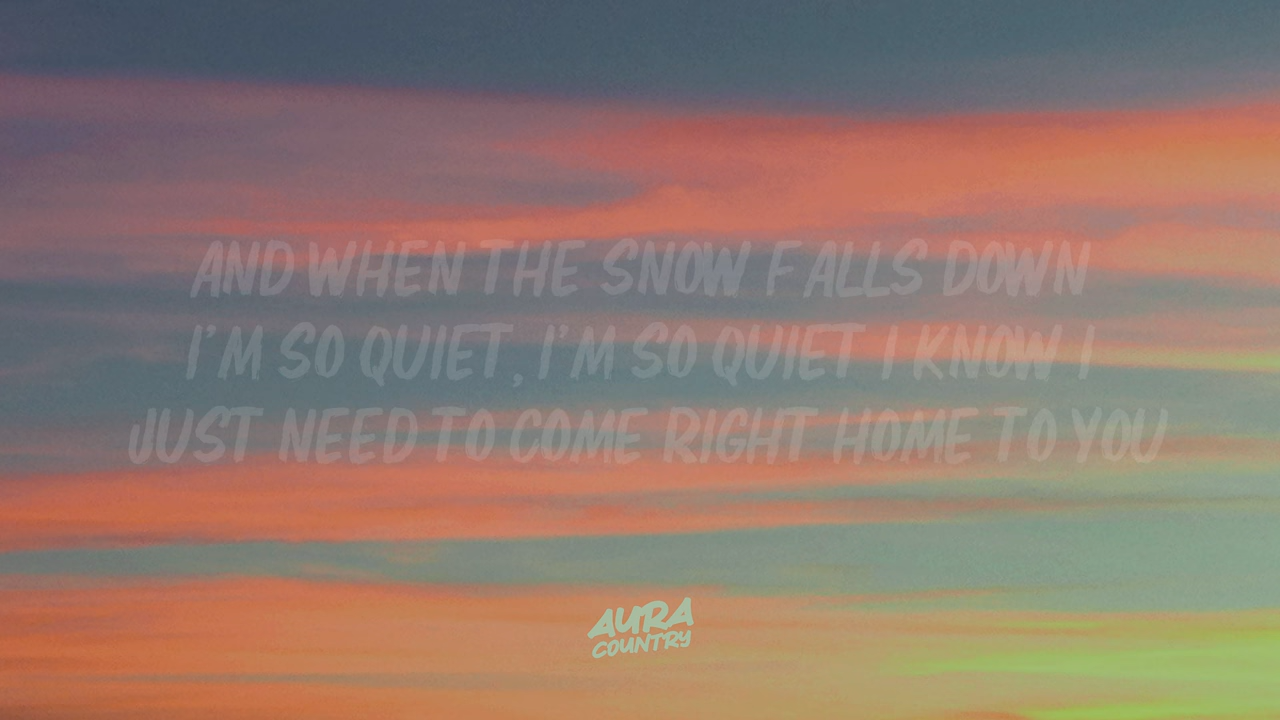 AND WHEN THE SNOW FALLS DOWN
I'M SO QUIET, I'M SO QUIET I KNOW I
JUST NEED TO COME RIGHT HOME TO YOU
AURA
COUNTRY